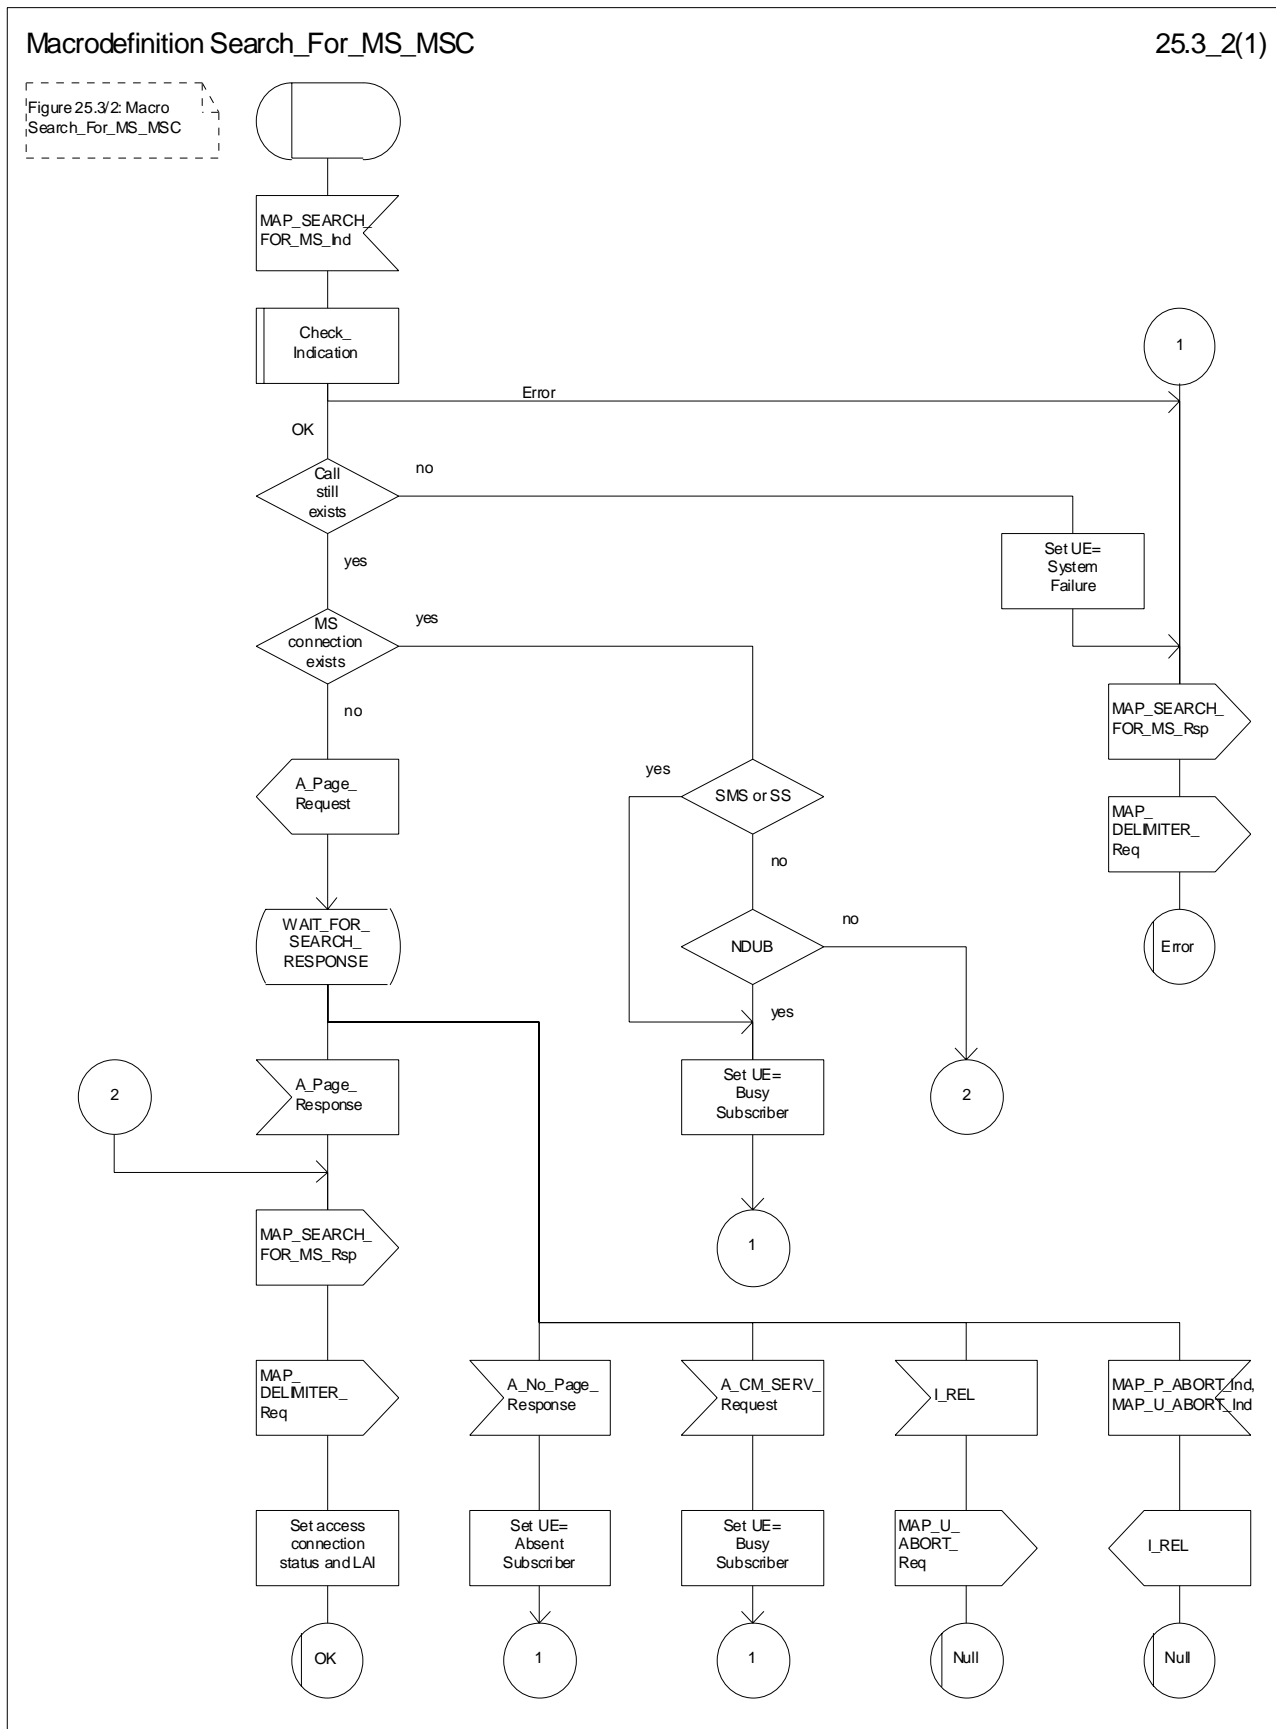 Macrodefinition Search_For_MS_MSC
25.3_2(1)
Figure 25.3/2: Macro
Search_For_MS_MSC
MAP_SEARCH_
FOR_MS_Ind
Check_
Indication
1
Error
OK
Call
still
exists
no
Set UE=
System
Failure
yes
MS
connection
exists
yes
no
MAP_SEARCH_
FOR_MS_Rsp
A_Page_
Request
yes
SMS or SS
MAP_
DELIMITER_
Req
no
WAIT_FOR_
SEARCH_
RESPONSE
NDUB
no
Error
yes
2
A_Page_
Response
Set UE=
Busy
Subscriber
2
MAP_SEARCH_
FOR_MS_Rsp
1
MAP_
DELIMITER_
Req
A_No_Page_
Response
A_CM_SERV_
Request
I_REL
MAP_P_ABORT_Ind,
MAP_U_ABORT_Ind
Set access
connection
status and LAI
Set UE=
Absent
Subscriber
Set UE=
Busy
Subscriber
MAP_U_
ABORT_
Req
I_REL
OK
1
1
Null
Null